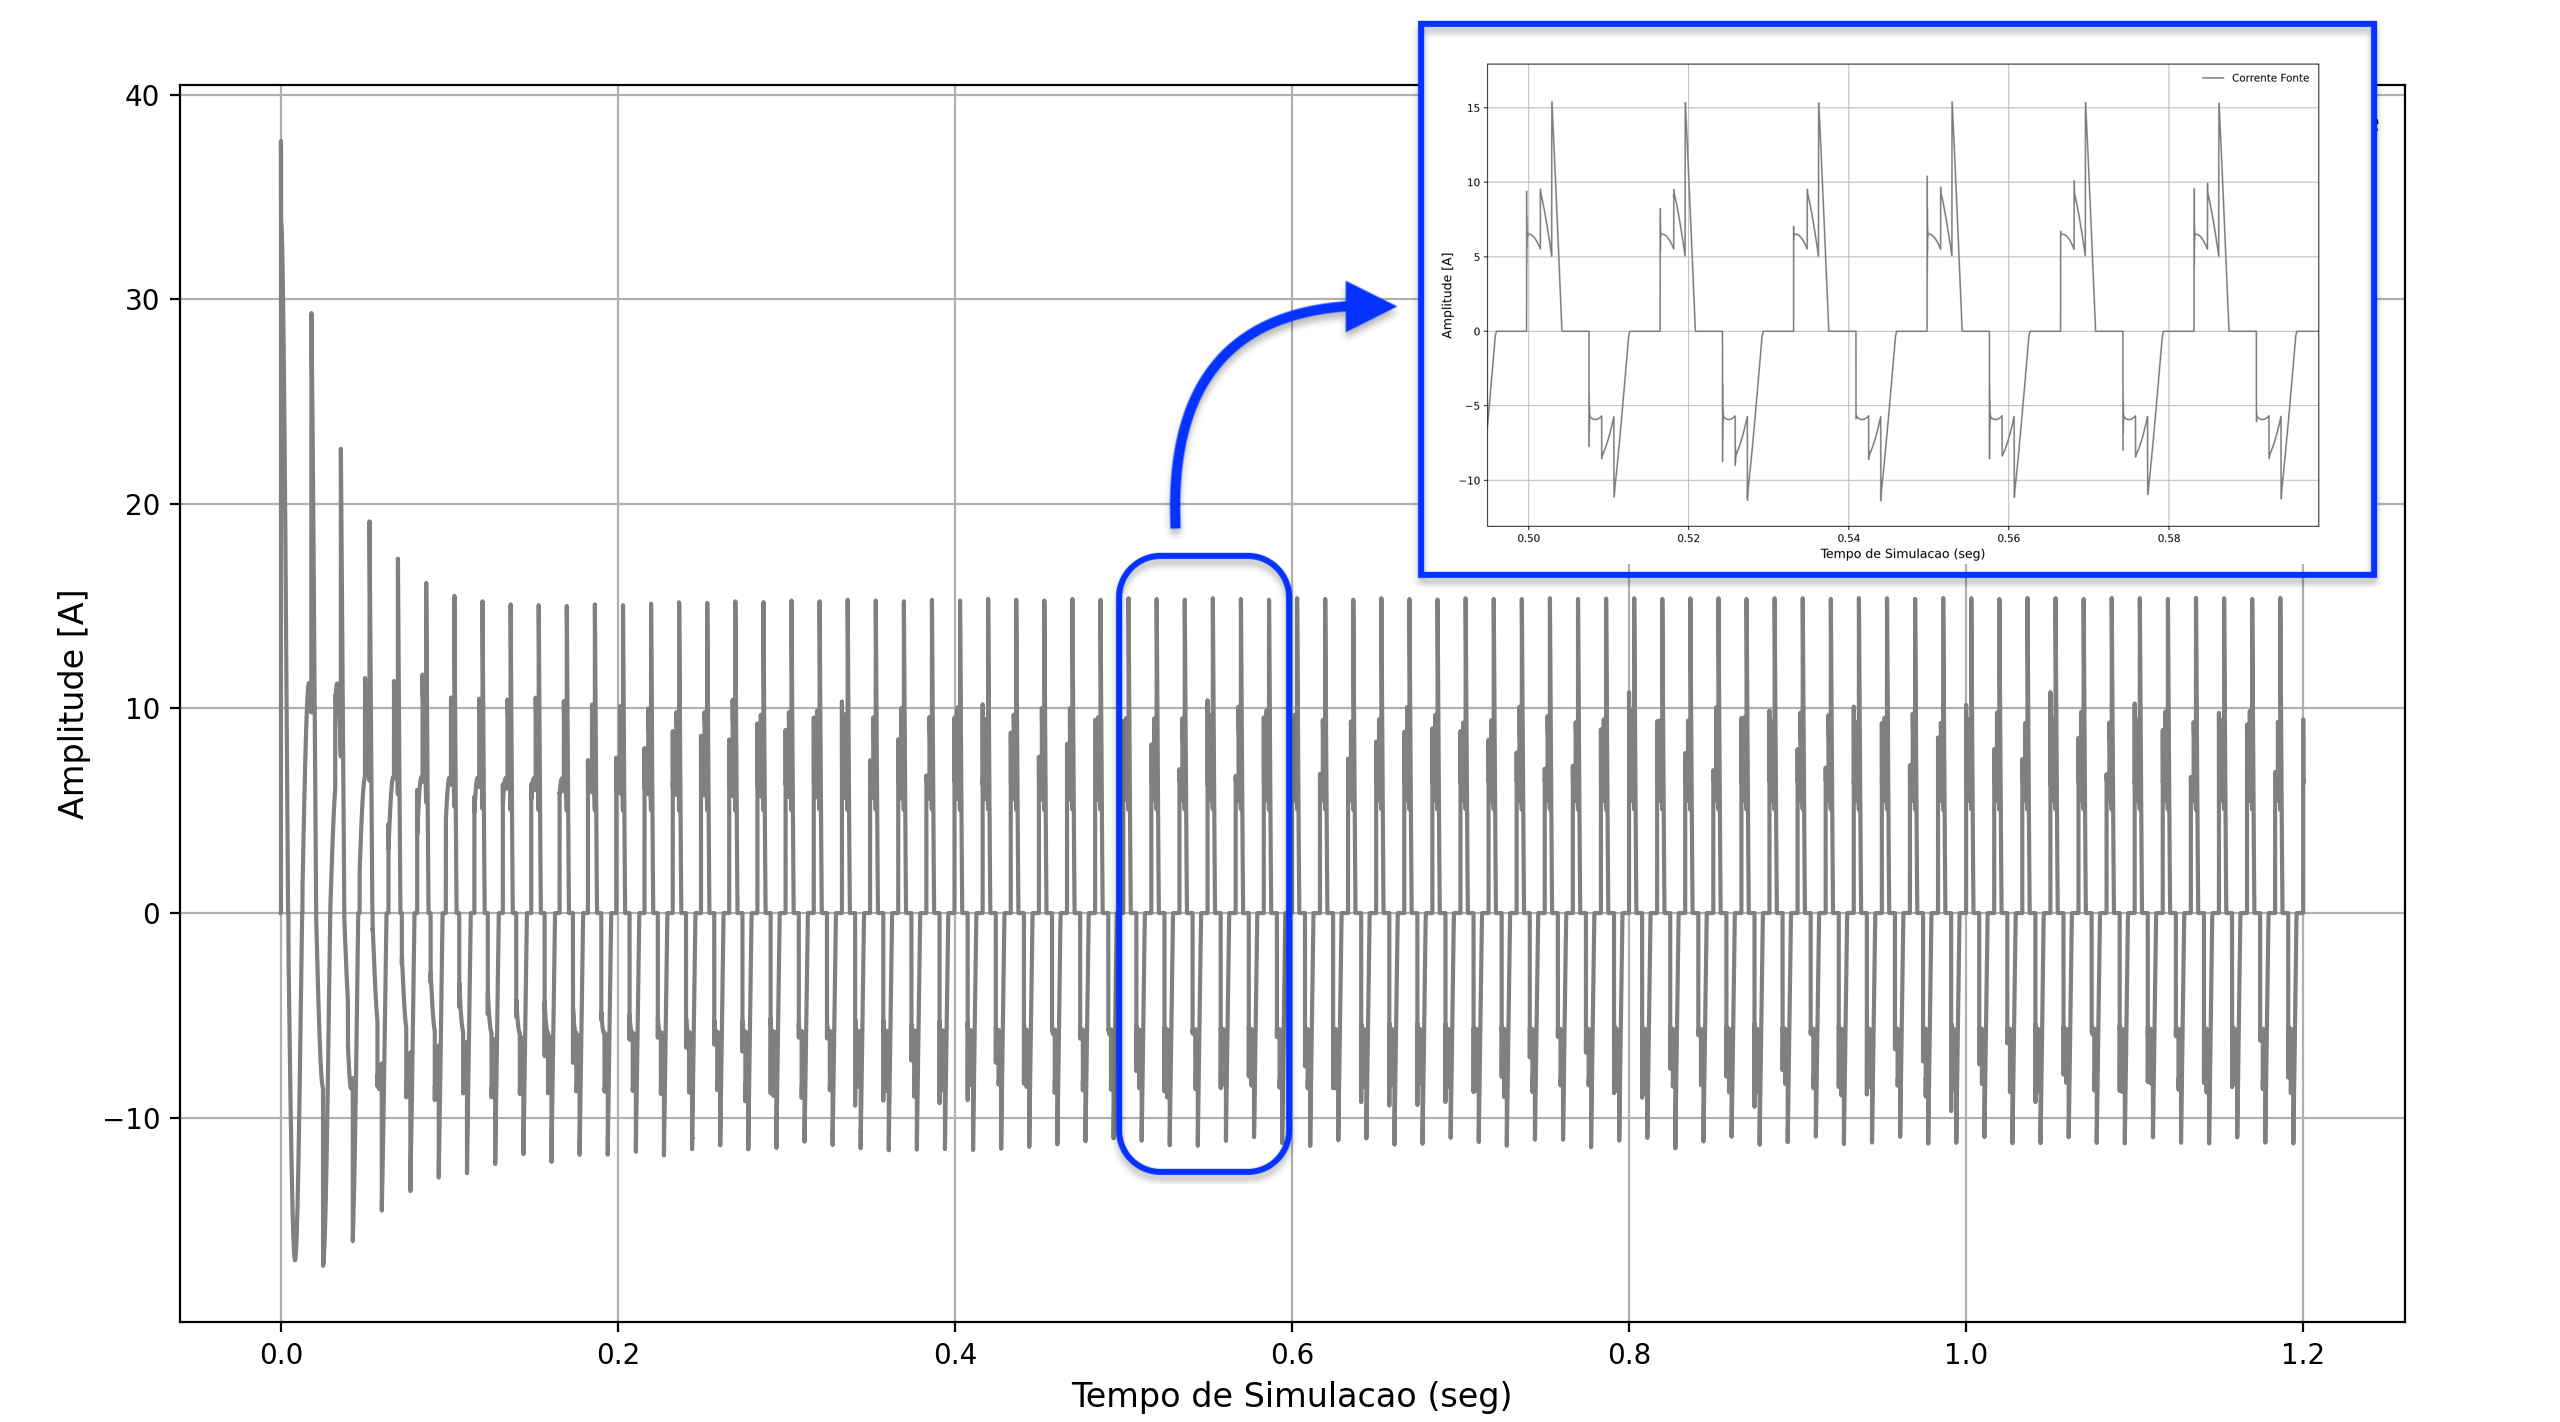 40
30
20
10
0
−10
Amplitude [A]
0.0 0.2 0.4 0.6 0.8 1.0 1.2
Tempo de Simulacao (seg)
Corrente Fonte
15
10
5
0
−5
−10
Amplitude [A]
0.50 0.52 0.54 0.56 0.58
Tempo de Simulacao (seg)